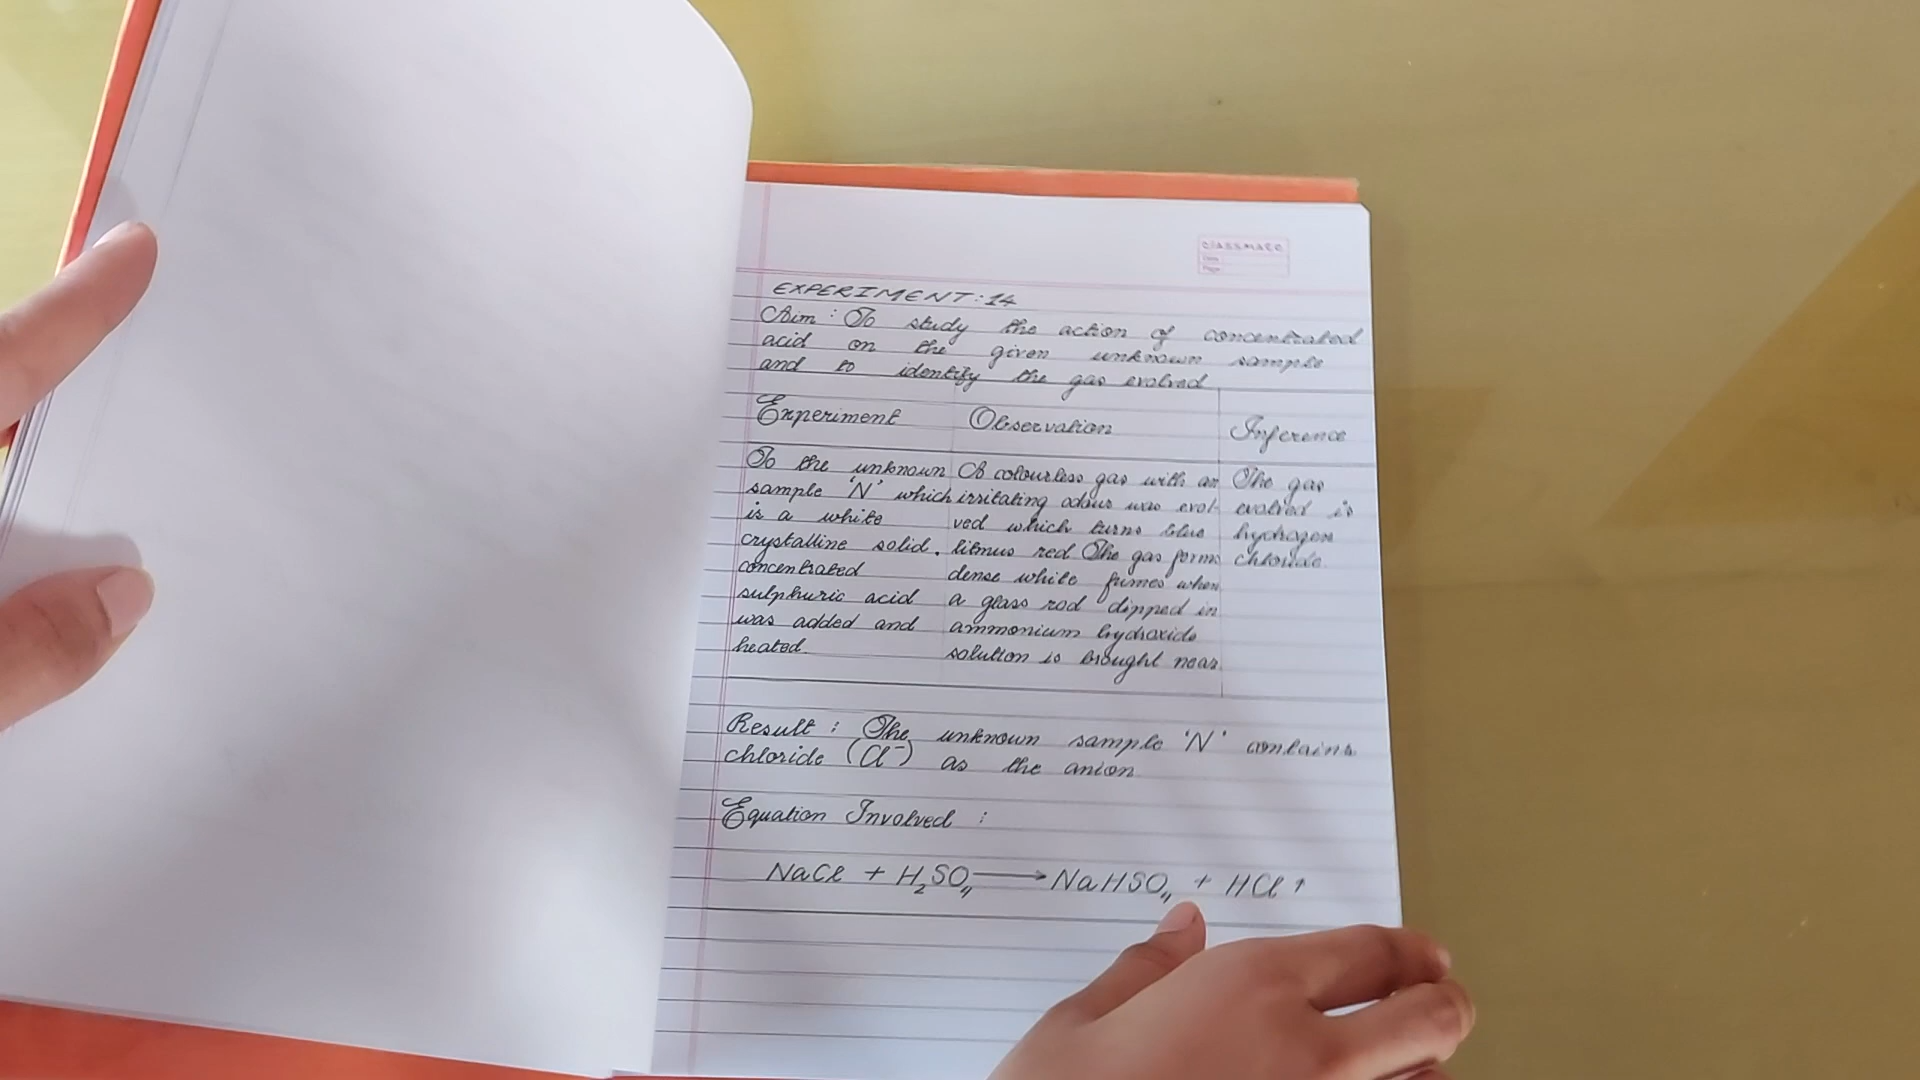 classmate
Date
Page
EXPERIMENT:14
Aim : To study the action of concentrated
acid on the given unknown sample
and to identify the gas evolved
Experiment Observation Inference
To the unknown A colourless gas with an The gas
sample 'N' which irritating odour was evol- evolved is
is a white ved which turns blue hydrogen
crystalline solid, litmus red The gas forms chloride
concentrated dense white fumes when
sulphuric acid a glass rod dipped in
was added and ammonium hydroxide
heated. solution is brought near
Result : The unknown sample 'N' contains
chloride (Cl⁻) as the anion
Equation Involved :
NaCl + H₂SO₄ ⟶ NaHSO₄ + HCl ↑